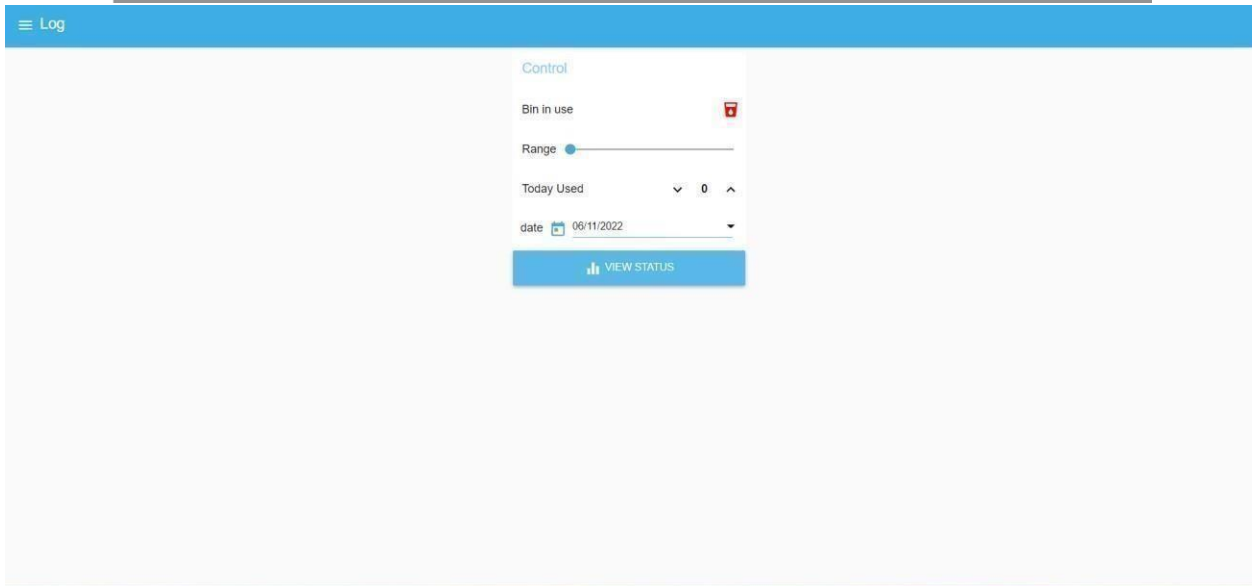 Log
Control
Bin in use
Range
Today Used 0
date 06/11/2022
VIEW STATUS